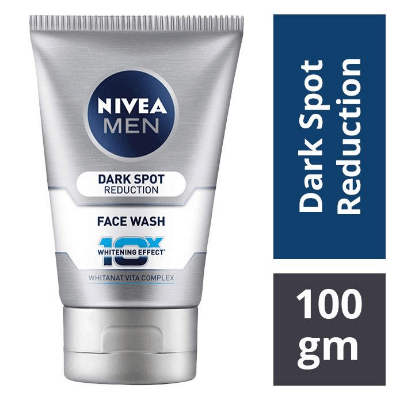 NIVEA
MEN
DARK SPOT
REDUCTION
FACE WASH
10X
WHITENING EFFECT*
WHITANAT VITA COMPLEX
Dark Spot
Reduction
100
gm